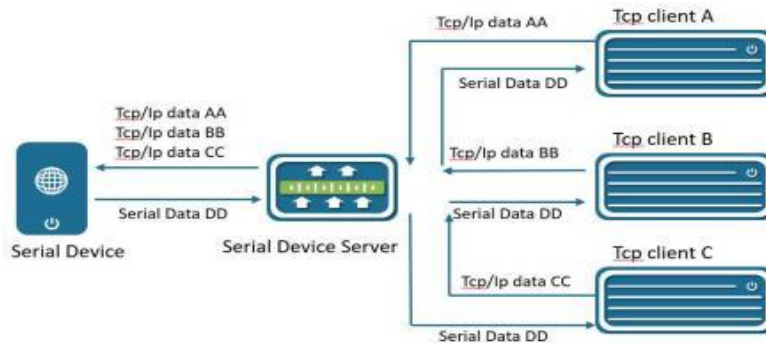 Tcp client A
Tcp/Ip data AA
Serial Data DD
Tcp/Ip data AA
Tcp/Ip data BB
Tcp/Ip data CC
Tcp client B
Tcp/Ip data BB
Serial Data DD
Serial Data DD
Serial Device
Serial Device Server
Tcp client C
Tcp/Ip data CC
Serial Data DD